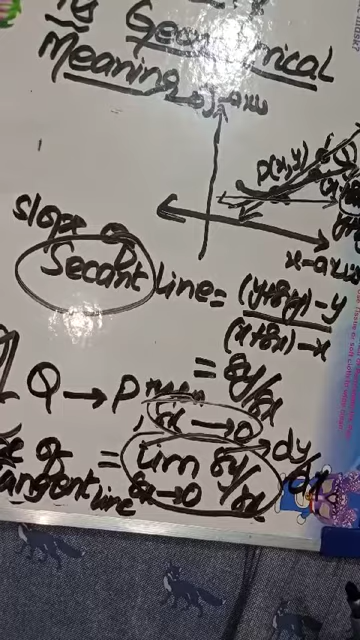 Is Geometrical
Meaning
y-axis
P(x,y) Q
x-axis
slope of
Secant line = (y+δy)-y
(x+δx)-x
= δy/δx
Q → P
, δx → 0
= Lim δy/δx dy/dx
δx→0
Tangent line